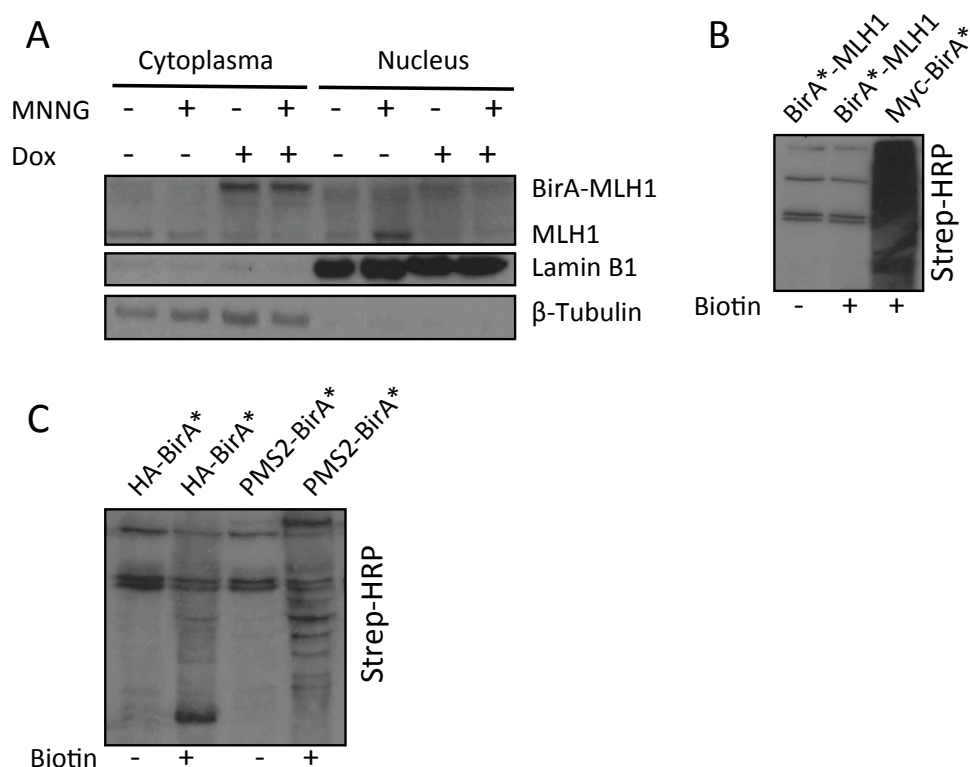 A
Cytoplasma Nucleus
MNNG - + - + - + - +
Dox - - + + - - + +
BirA-MLH1
MLH1
Lamin B1
β-Tubulin
B
BirA*-MLH1
BirA*-MLH1
Myc-BirA*
Strep-HRP
Biotin - + +
C
HA-BirA*
HA-BirA*
PMS2-BirA*
PMS2-BirA*
Strep-HRP
Biotin - + - +